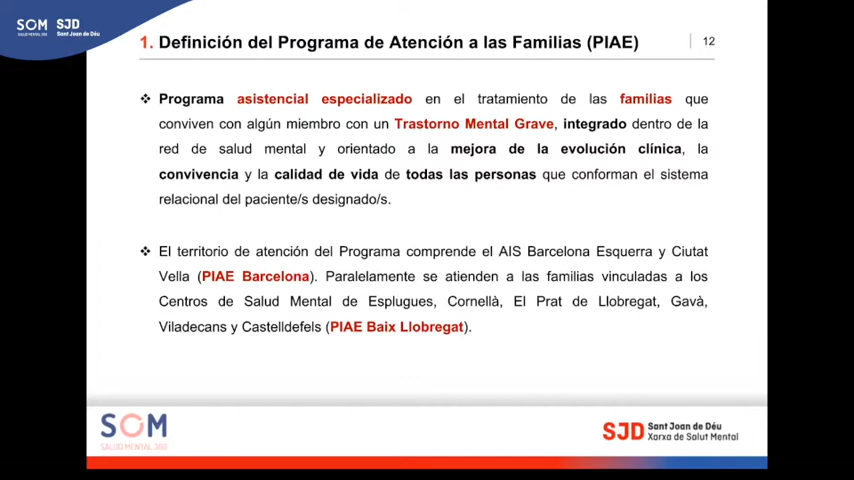 SOM
SALUD MENTAL 360
SJD
Sant Joan de Déu
1. Definición del Programa de Atención a las Familias (PIAE)
12
❖ Programa asistencial especializado en el tratamiento de las familias que
conviven con algún miembro con un Trastorno Mental Grave, integrado dentro de la
red de salud mental y orientado a la mejora de la evolución clínica, la
convivencia y la calidad de vida de todas las personas que conforman el sistema
relacional del paciente/s designado/s.
❖ El territorio de atención del Programa comprende el AIS Barcelona Esquerra y Ciutat
Vella (PIAE Barcelona). Paralelamente se atienden a las familias vinculadas a los
Centros de Salud Mental de Esplugues, Cornellà, El Prat de Llobregat, Gavà,
Viladecans y Castelldefels (PIAE Baix Llobregat).
SOM
SALUD MENTAL 360
SJD
Sant Joan de Déu
Xarxa de Salut Mental